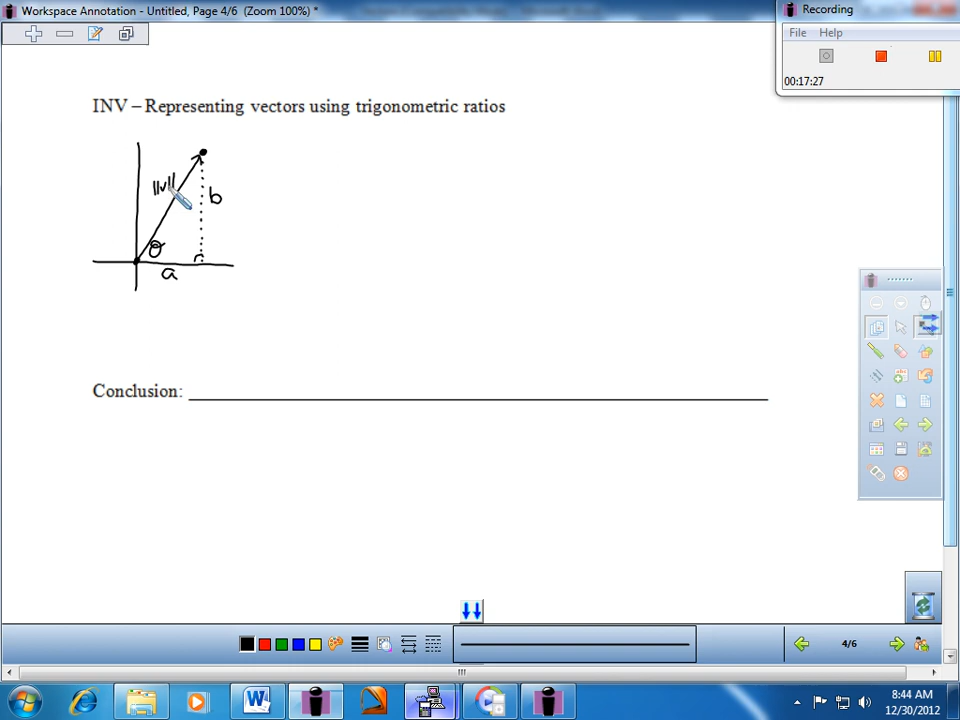 Workspace Annotation - Untitled, Page 4/6 (Zoom 100%) *
Recording
File Help
00:17:27
INV – Representing vectors using trigonometric ratios
||v||
b
θ
a
Conclusion:
4/6
8:44 AM
12/30/2012